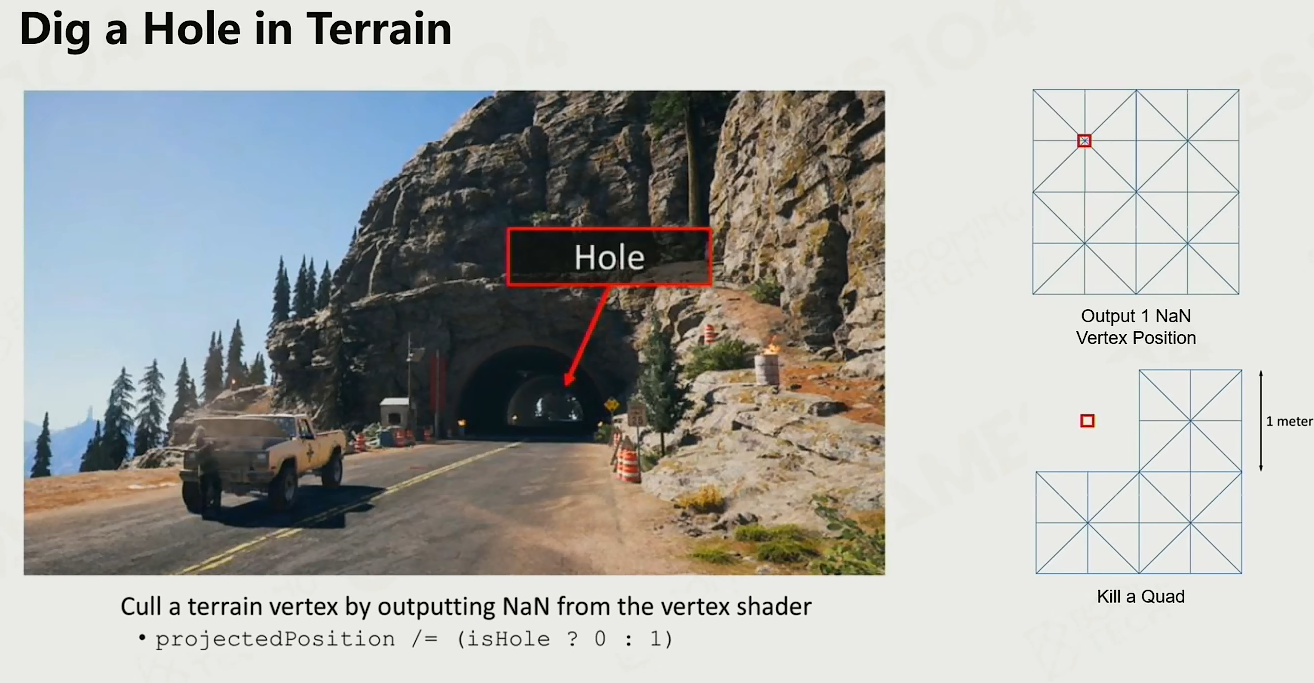 Dig a Hole in Terrain
Hole
Output 1 NaN
Vertex Position
1 meter
Kill a Quad
Cull a terrain vertex by outputting NaN from the vertex shader
• projectedPosition /= (isHole ? 0 : 1)